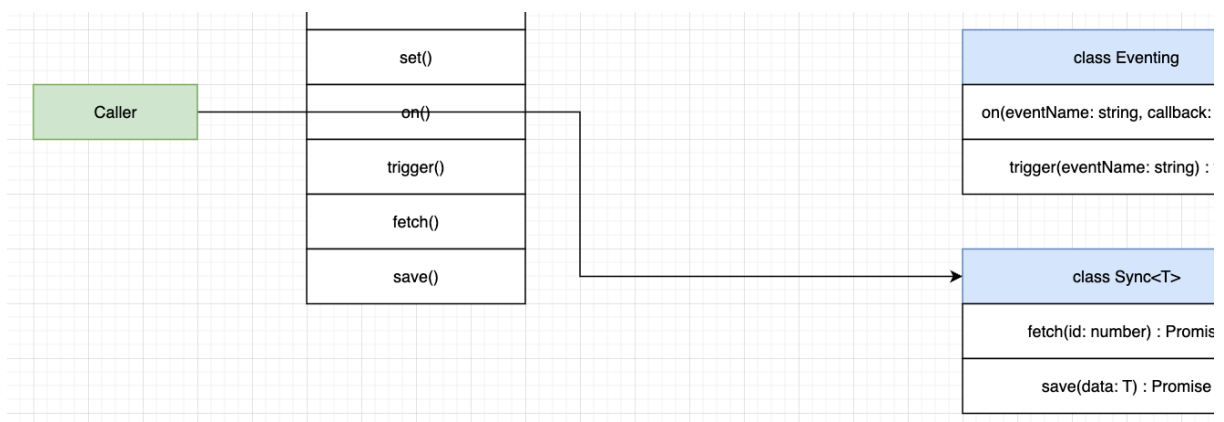 set()
class Eventing
Caller
on()
on(eventName: string, callback:
trigger()
trigger(eventName: string) :
fetch()
save()
class Sync<T>
fetch(id: number) : Promis
save(data: T) : Promise